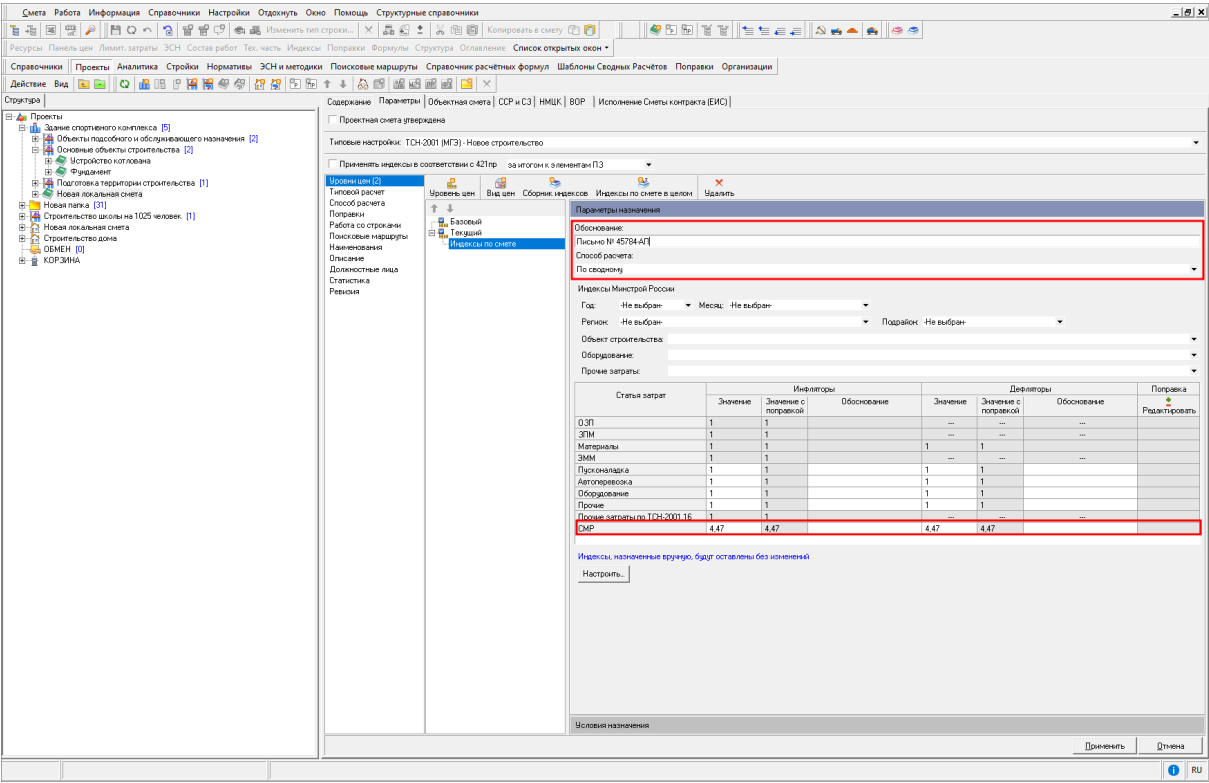 Смета Работа Информация Справочники Настройки Отдохнуть Окно Помощь Структурные справочники
Изменить тип строки... Копировать в смету
Ресурсы Панель цен Лимит. затраты ЭСН Состав работ Тех. часть Индексы Поправки Формулы Структура Оглавление Список открытых окон
Справочники Проекты Аналитика Стройки Нормативы ЭСН и методики Поисковые маршруты Справочник расчётных формул Шаблоны Сводных Расчётов Поправки Организации
Действие Вид
Структура
Проекты
Здание спортивного комплекса [5]
Объекты подсобного и обслуживающего назначения [2]
Основные объекты строительства [2]
Устройство котлована
Фундамент
Подготовка территории строительства [1]
Новая локальная смета
Новая папка [31]
Строительство школы на 1025 человек [1]
Новая локальная смета
Строительство дома
ОБМЕН [0]
КОРЗИНА
Содержание Параметры Объектная смета ССР и СЗ НМЦК ВОР Исполнение Сметы контракта (ЕИС)
Проектная смета утверждена
Типовые настройки: ТСН-2001 (МГЭ) - Новое строительство
Применять индексы в соответствии с 421пр за итогом к элементам ПЗ
Уровни цен (2)
Типовой расчет
Способ расчета
Поправки
Работа со строками
Поисковые маршруты
Наименования
Описание
Должностные лица
Статистика
Ревизия
Уровень цен Вид цен Сборник индексов Индексы по смете в целом Удалить
Базовый
Текущий
Индексы по смете
Параметры назначения
Обоснование:
Письмо № 45784-АП
Способ расчета:
По сводному
Индексы Минстрой России
Год: -Не выбран- Месяц: -Не выбран-
Регион: -Не выбран- Подрайон: -Не выбран-
Объект строительства:
Оборудование:
Прочие затраты:
Статья затрат Инфляторы Дефляторы Поправка
Значение Значение с поправкой Обоснование Значение Значение с поправкой Обоснование Редактировать
ОЗП 1 1 ... ... ...
ЗПМ 1 1 ... ... ...
Материалы 1 1 1 1
ЭММ 1 1 ... ... ...
Пусконаладка 1 1 1 1
Автоперевозка 1 1 1 1
Оборудование 1 1 1 1
Прочие 1 1 1 1
Прочие затраты по ТСН-2001.16 1 1 ... ... ...
СМР 4,47 4,47 4,47 4,47
Индексы, назначенные вручную, будут оставлены без изменений
Настроить...
Условия назначения
Применить Отмена
RU